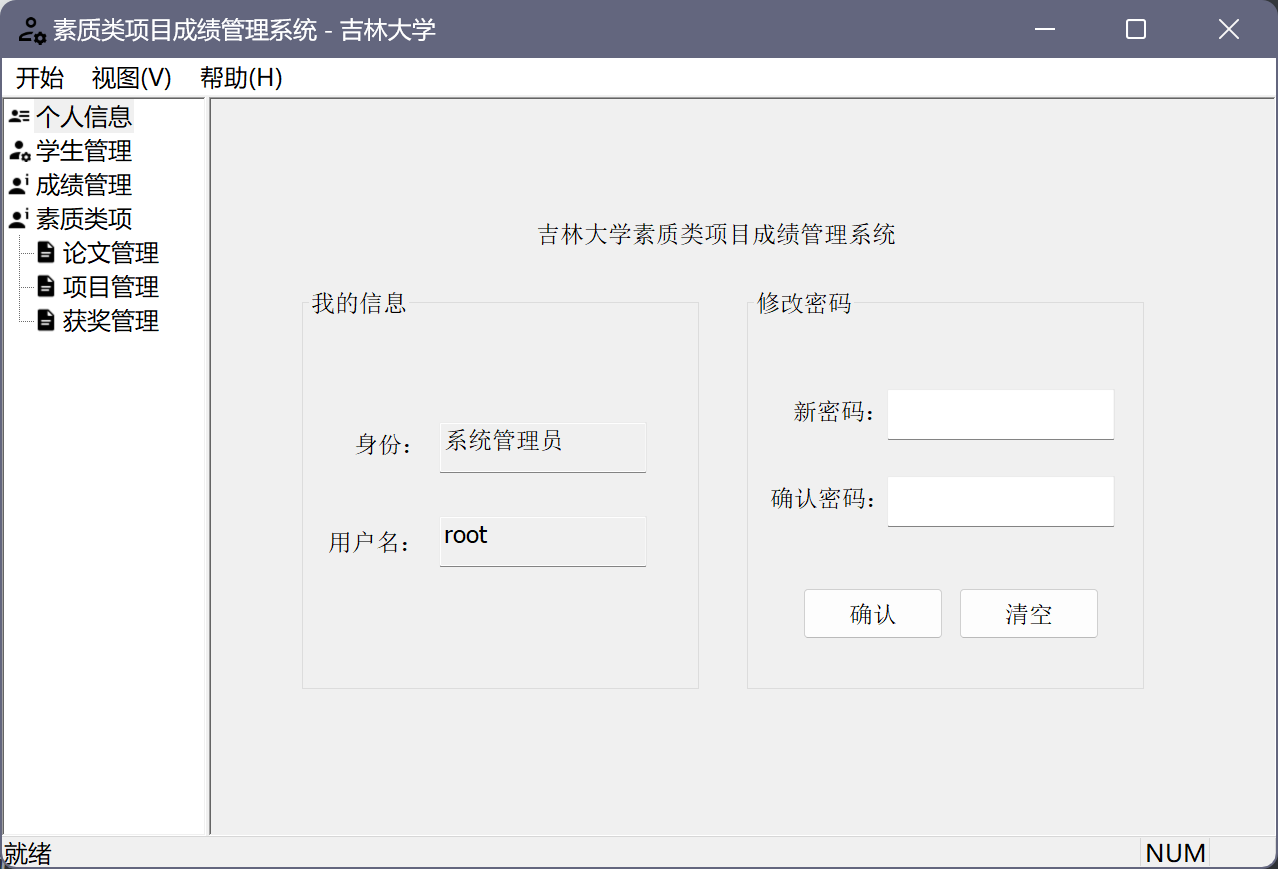 素质类项目成绩管理系统 - 吉林大学
开始 视图(V) 帮助(H)
个人信息
学生管理
成绩管理
素质类项
论文管理
项目管理
获奖管理
吉林大学素质类项目成绩管理系统
我的信息
身份：
系统管理员
用户名：
root
修改密码
新密码：
确认密码：
确认
清空
就绪
NUM